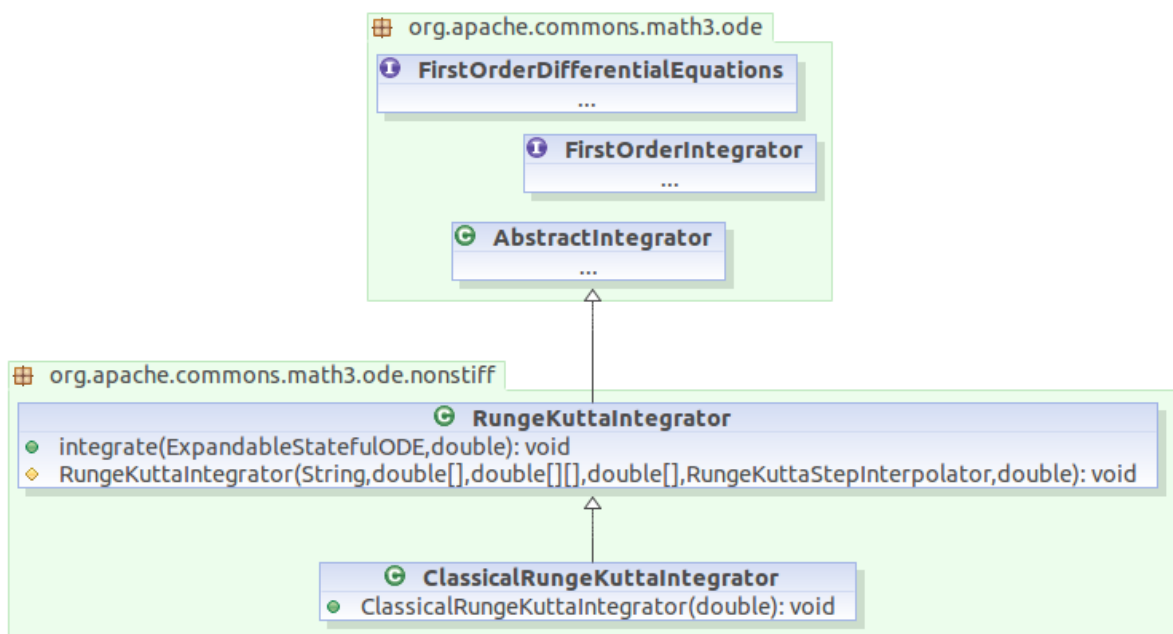 org.apache.commons.math3.ode
I FirstOrderDifferentialEquations
...
I FirstOrderIntegrator
...
C AbstractIntegrator
...
org.apache.commons.math3.ode.nonstiff
C RungeKuttaIntegrator
integrate(ExpandableStatefulODE,double): void
RungeKuttaIntegrator(String,double[],double[][],double[],RungeKuttaStepInterpolator,double): void
C ClassicalRungeKuttaIntegrator
ClassicalRungeKuttaIntegrator(double): void